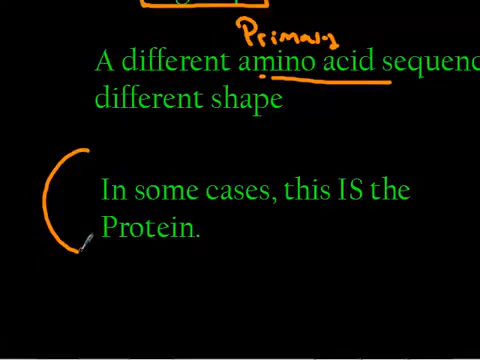 Primary
A different amino acid sequenc
different shape
In some cases, this IS the
Protein.